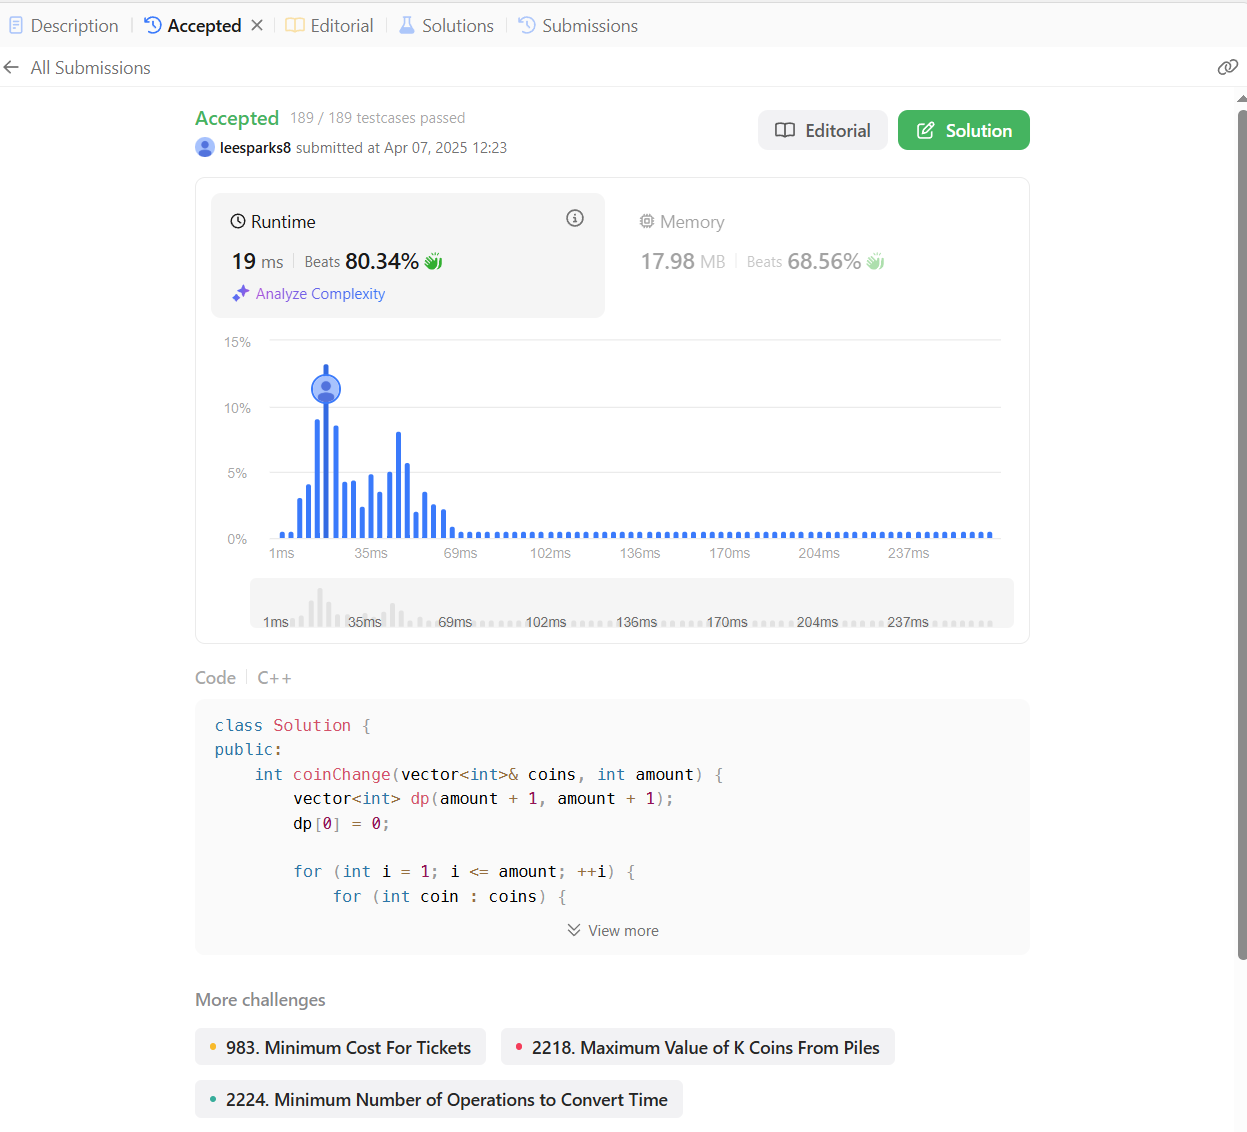 Description Accepted Editorial Solutions Submissions
All Submissions
Accepted 189 / 189 testcases passed
leesparks8 submitted at Apr 07, 2025 12:23
Editorial
Solution
Runtime
19 ms Beats 80.34%
Analyze Complexity
Memory
17.98 MB Beats 68.56%
15%
10%
5%
0%
1ms 35ms 69ms 102ms 136ms 170ms 204ms 237ms
1ms 35ms 69ms 102ms 136ms 170ms 204ms 237ms
Code C++
class Solution {
public:
    int coinChange(vector<int>& coins, int amount) {
        vector<int> dp(amount + 1, amount + 1);
        dp[0] = 0;

        for (int i = 1; i <= amount; ++i) {
            for (int coin : coins) {
View more
More challenges
983. Minimum Cost For Tickets
2218. Maximum Value of K Coins From Piles
2224. Minimum Number of Operations to Convert Time